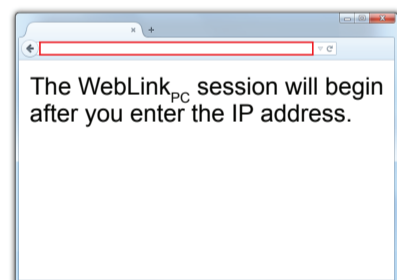 The WebLinkPC session will begin
after you enter the IP address.